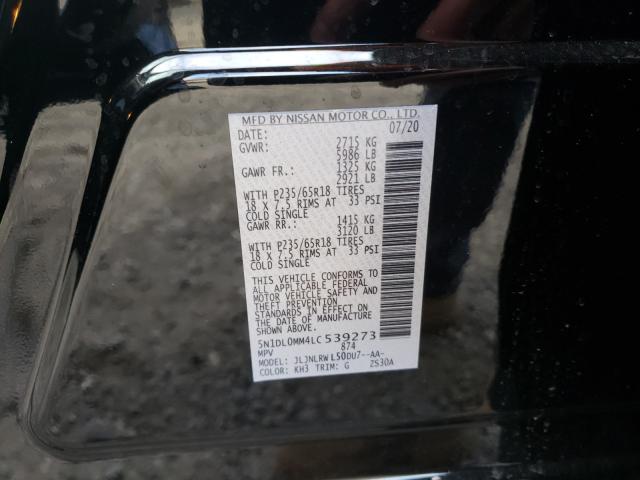 MFD BY NISSAN MOTOR CO., LTD.
DATE: 07/20
GVWR: 2715 KG
5986 LB
GAWR FR.: 1325 KG
2921 LB
WITH P235/65R18 TIRES
18 X 7.5 RIMS AT 33 PSI
COLD SINGLE
GAWR RR.: 1415 KG
3120 LB
WITH P235/65R18 TIRES
18 X 7.5 RIMS AT 33 PSI
COLD SINGLE
THIS VEHICLE CONFORMS TO
ALL APPLICABLE FEDERAL
MOTOR VEHICLE SAFETY AND
THEFT PREVENTION
STANDARDS IN EFFECT ON
THE DATE OF MANUFACTURE
SHOWN ABOVE.
5N1DL0MM4LC539273
MPV 874
MODEL: JLJNLRWL50DU7--AA-
COLOR: KH3 TRIM: G ZS30A